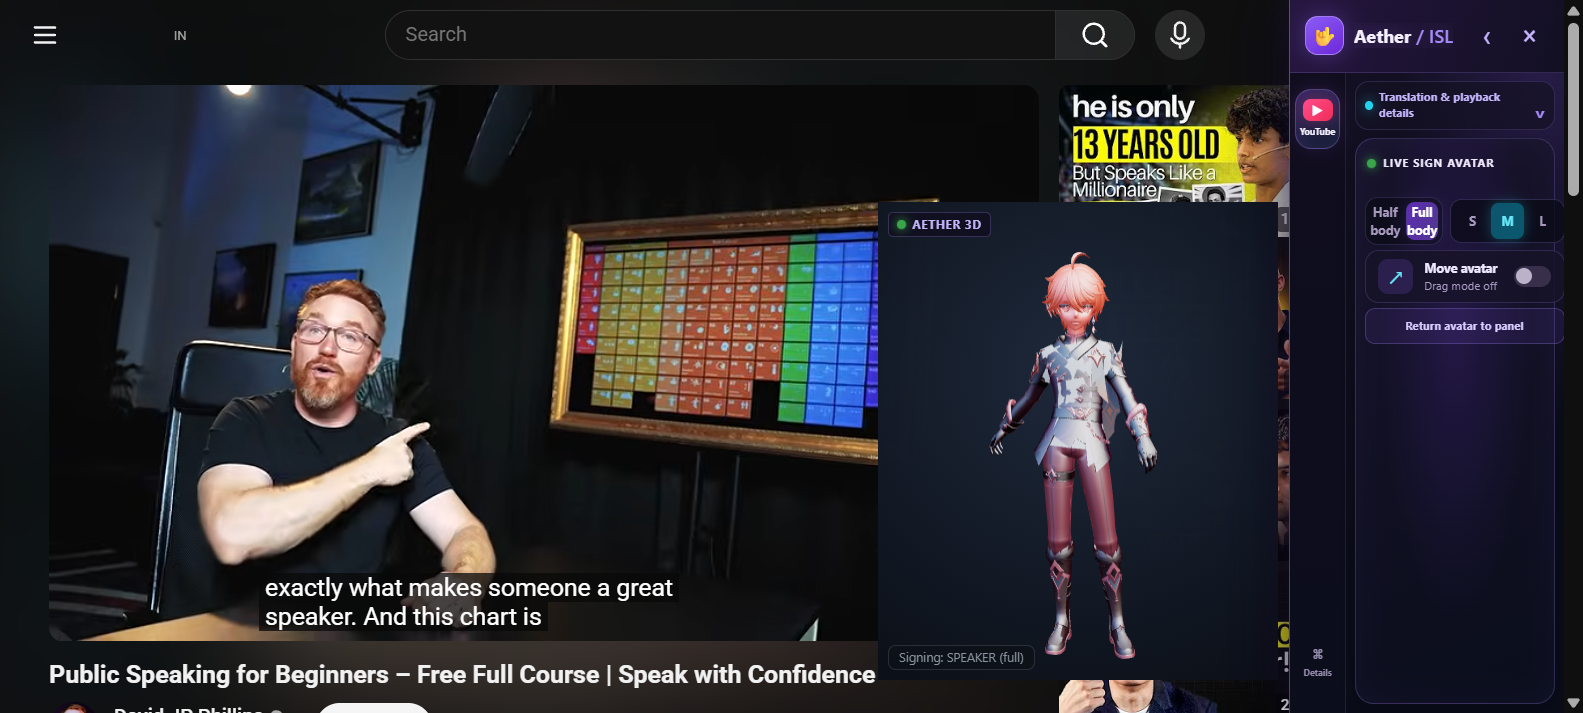 IN
Search
he is only
13 YEARS OLD
But Speaks Like a
Millionaire
exactly what makes someone a great
speaker. And this chart is
Public Speaking for Beginners – Free Full Course | Speak with Confidence
AETHER 3D
Signing: SPEAKER (full)
Aether / ISL
YouTube
Translation & playback
details
LIVE SIGN AVATAR
Half
body
Full
body
S
M
L
Move avatar
Drag mode off
Return avatar to panel
Details